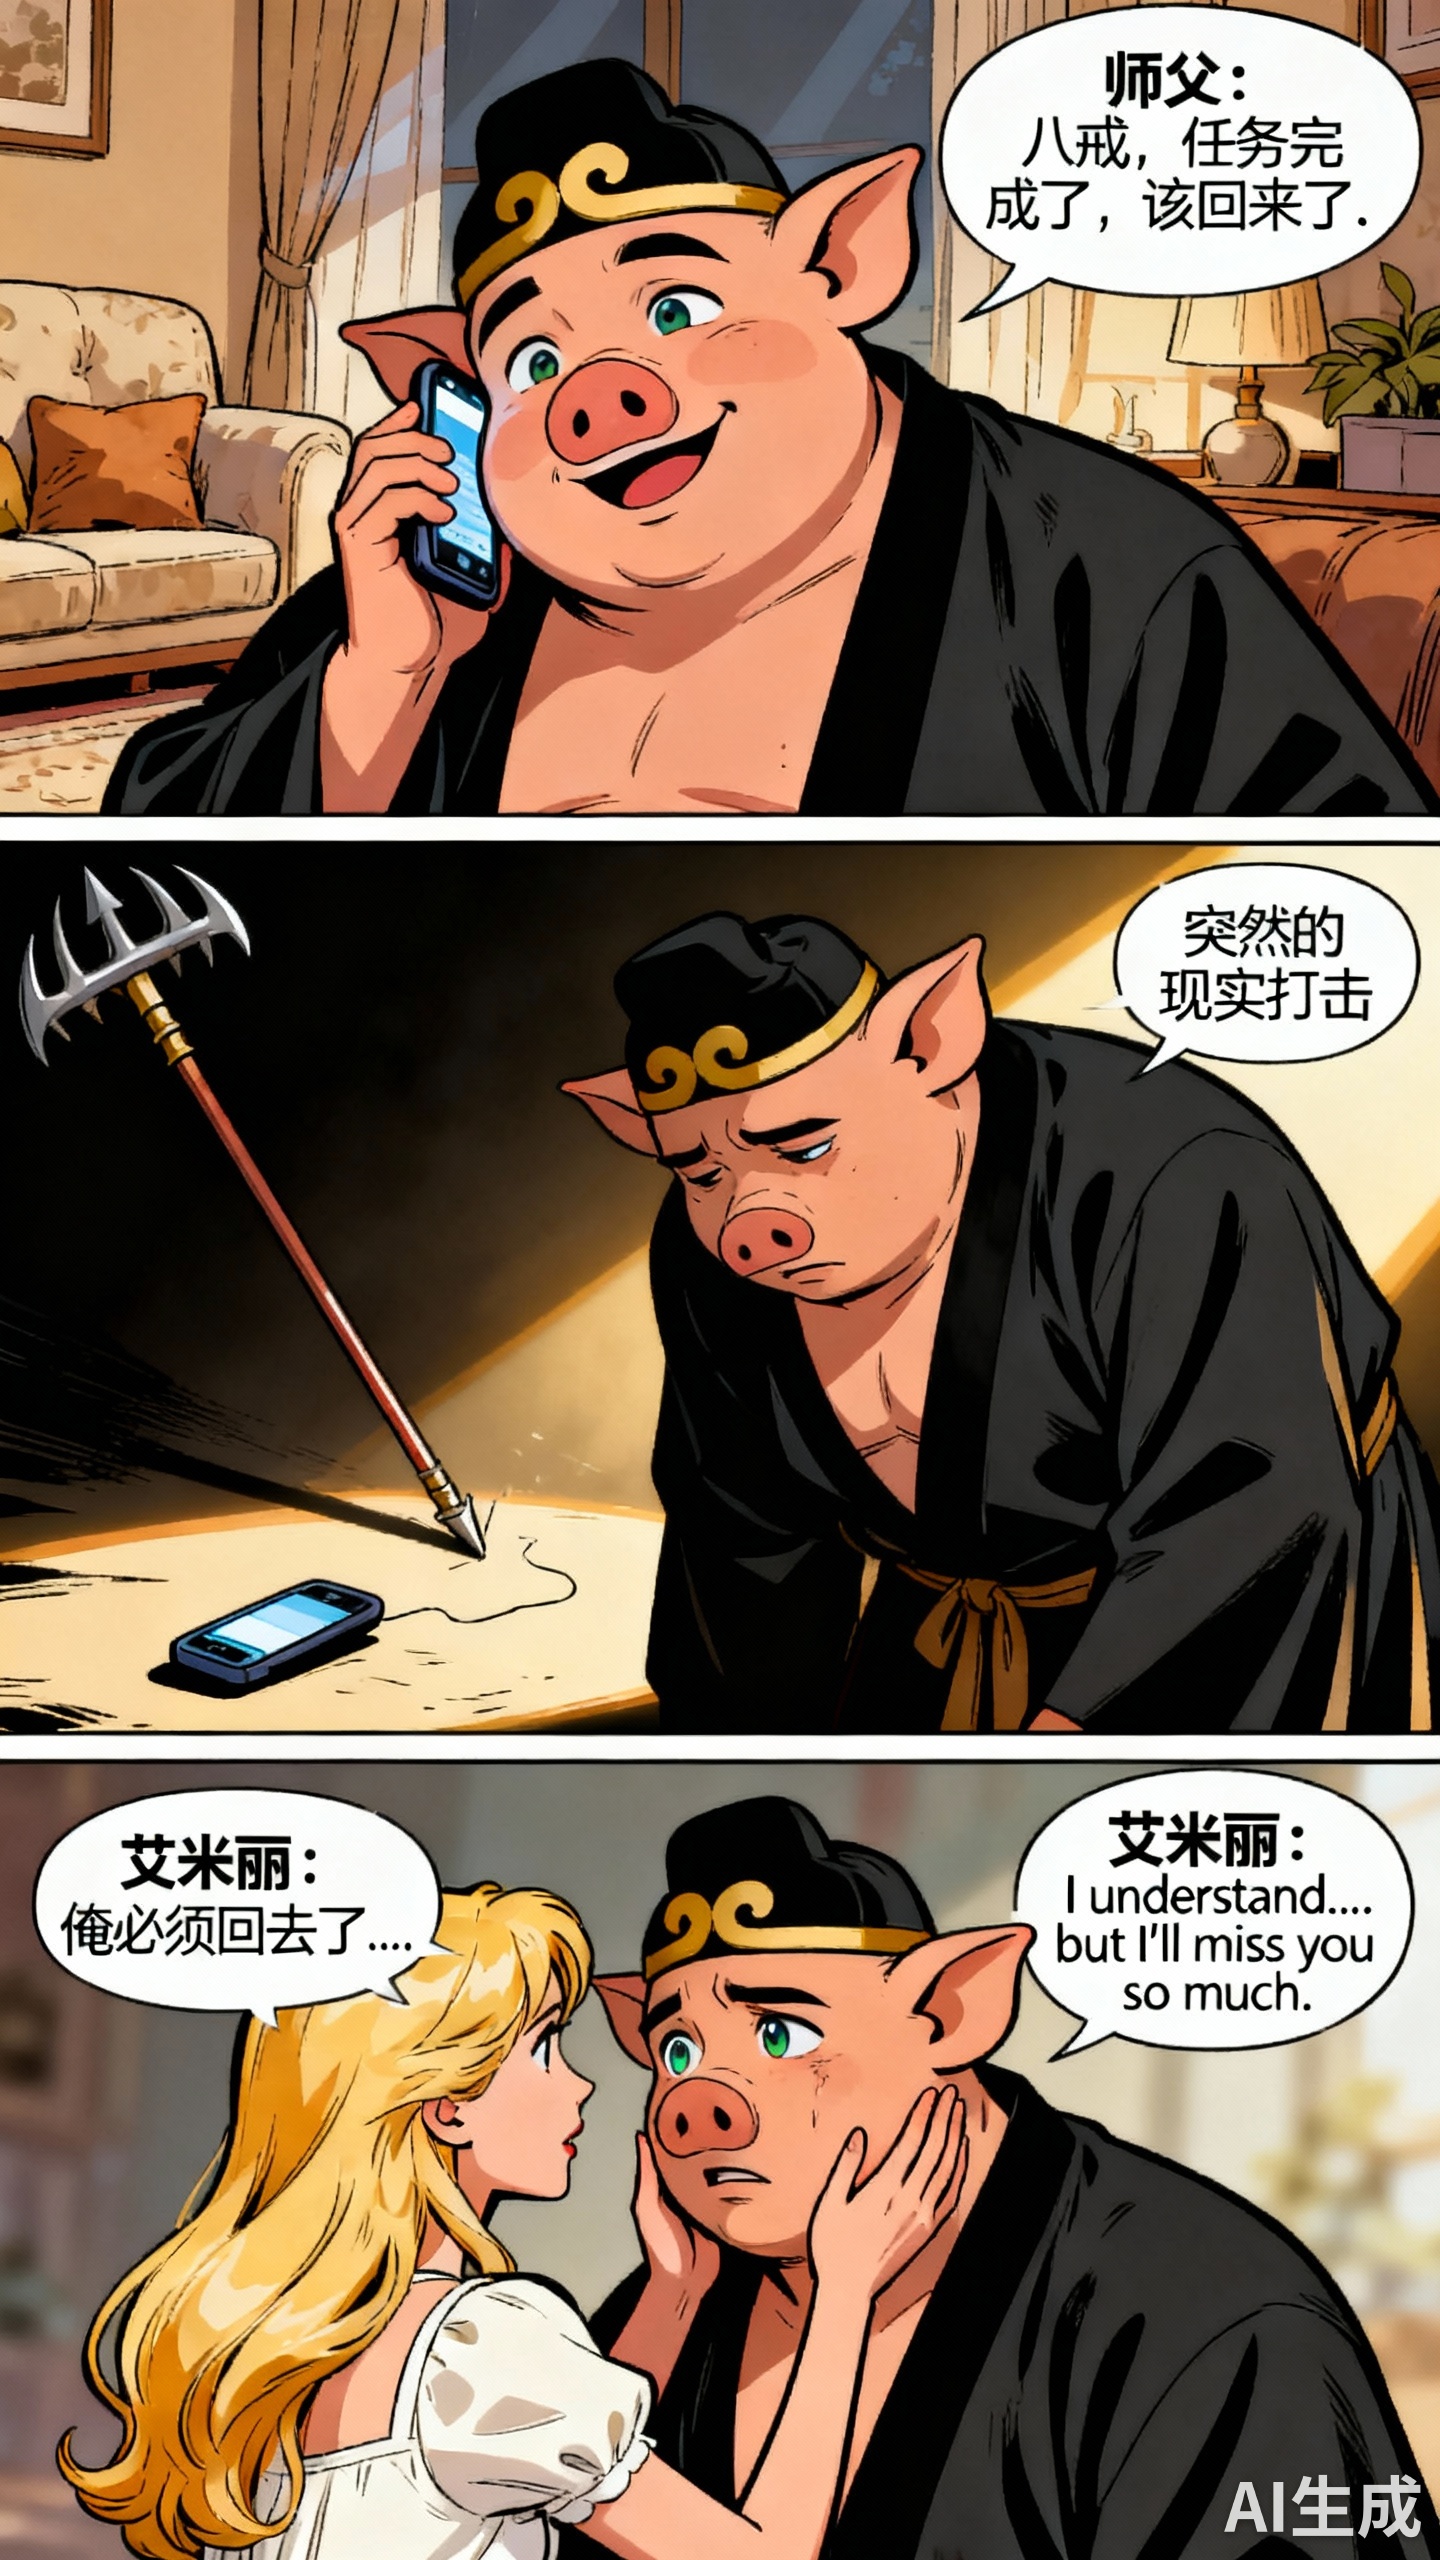 师父：
八戒，任务完
成了，该回来了.
突然的
现实打击
艾米丽：
俺必须回去了....
艾米丽：
I understand....
but I'll miss you
so much.
AI生成